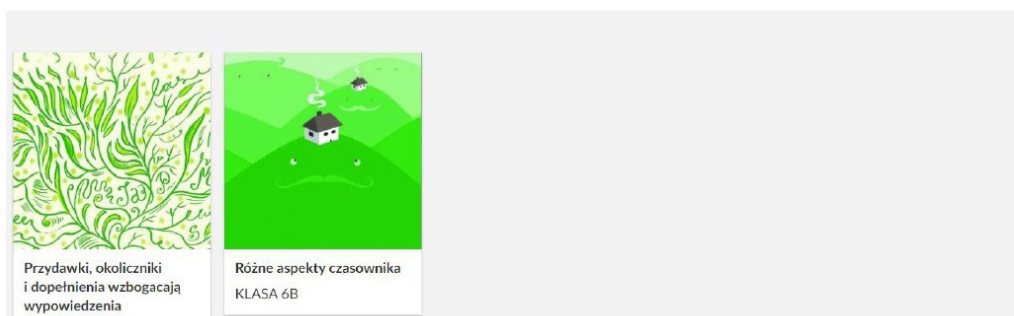 Przydawki, okoliczniki
i dopełnienia wzbogacają
wypowiedzenia
Różne aspekty czasownika
KLASA 6B